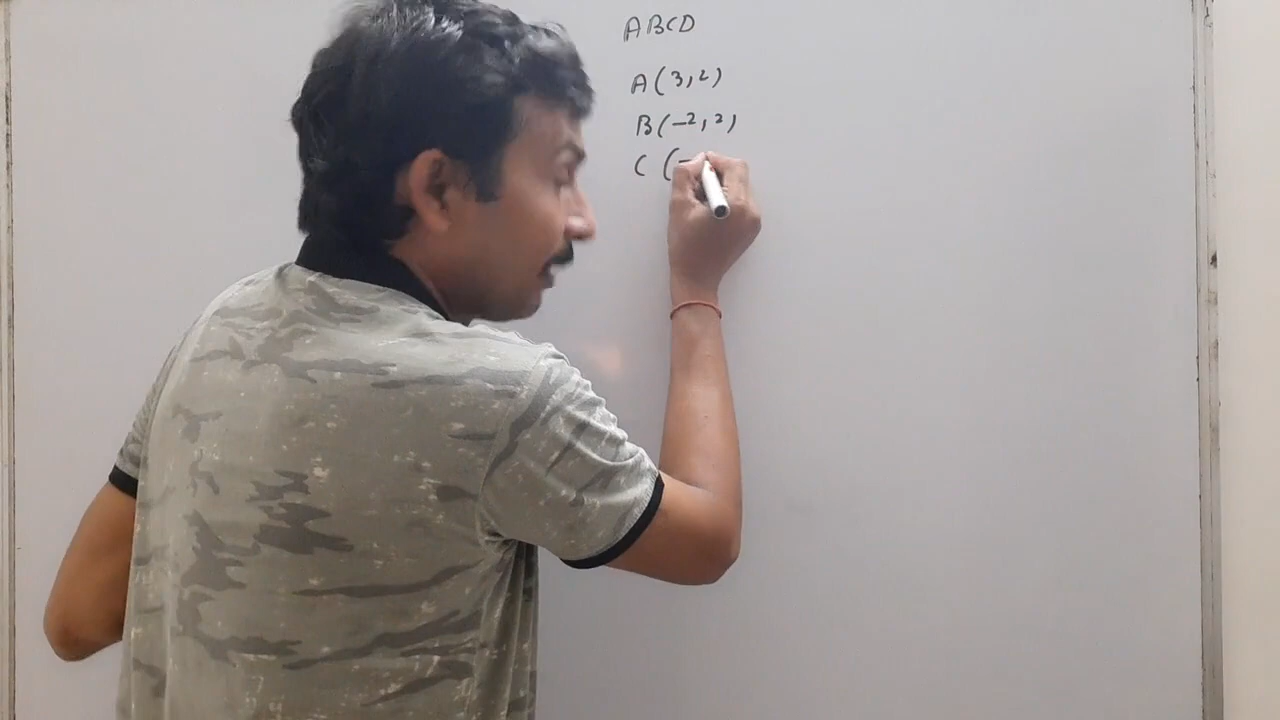 ABCD
A(3,2)
B(-2,2)
C (-